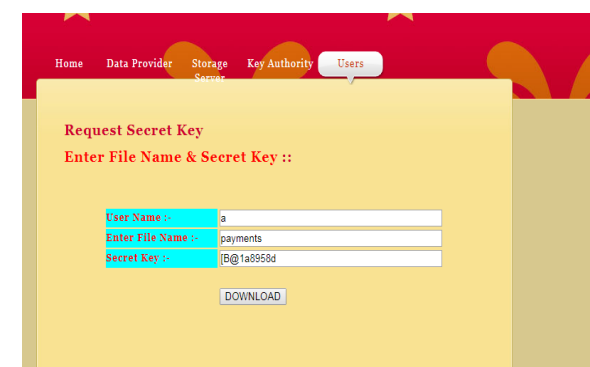 Home Data Provider Storage Server Key Authority Users
Request Secret Key
Enter File Name & Secret Key ::
User Name :- a
Enter File Name :- payments
Secret Key :- [B@1a8958d
DOWNLOAD